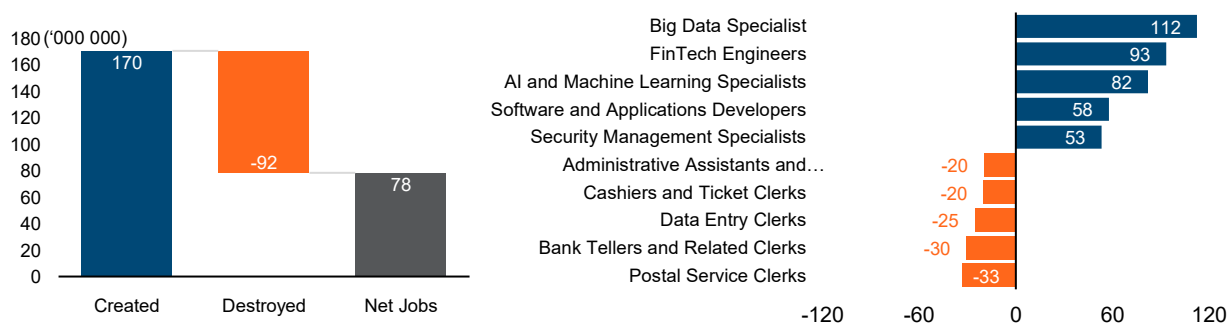 180 ('000 000)
160
140
120
100
80
60
40
20
0
170
-92
78
Created Destroyed Net Jobs
Big Data Specialist 112
FinTech Engineers 93
AI and Machine Learning Specialists 82
Software and Applications Developers 58
Security Management Specialists 53
Administrative Assistants and… -20
Cashiers and Ticket Clerks -20
Data Entry Clerks -25
Bank Tellers and Related Clerks -30
Postal Service Clerks -33
-120 -60 0 60 120